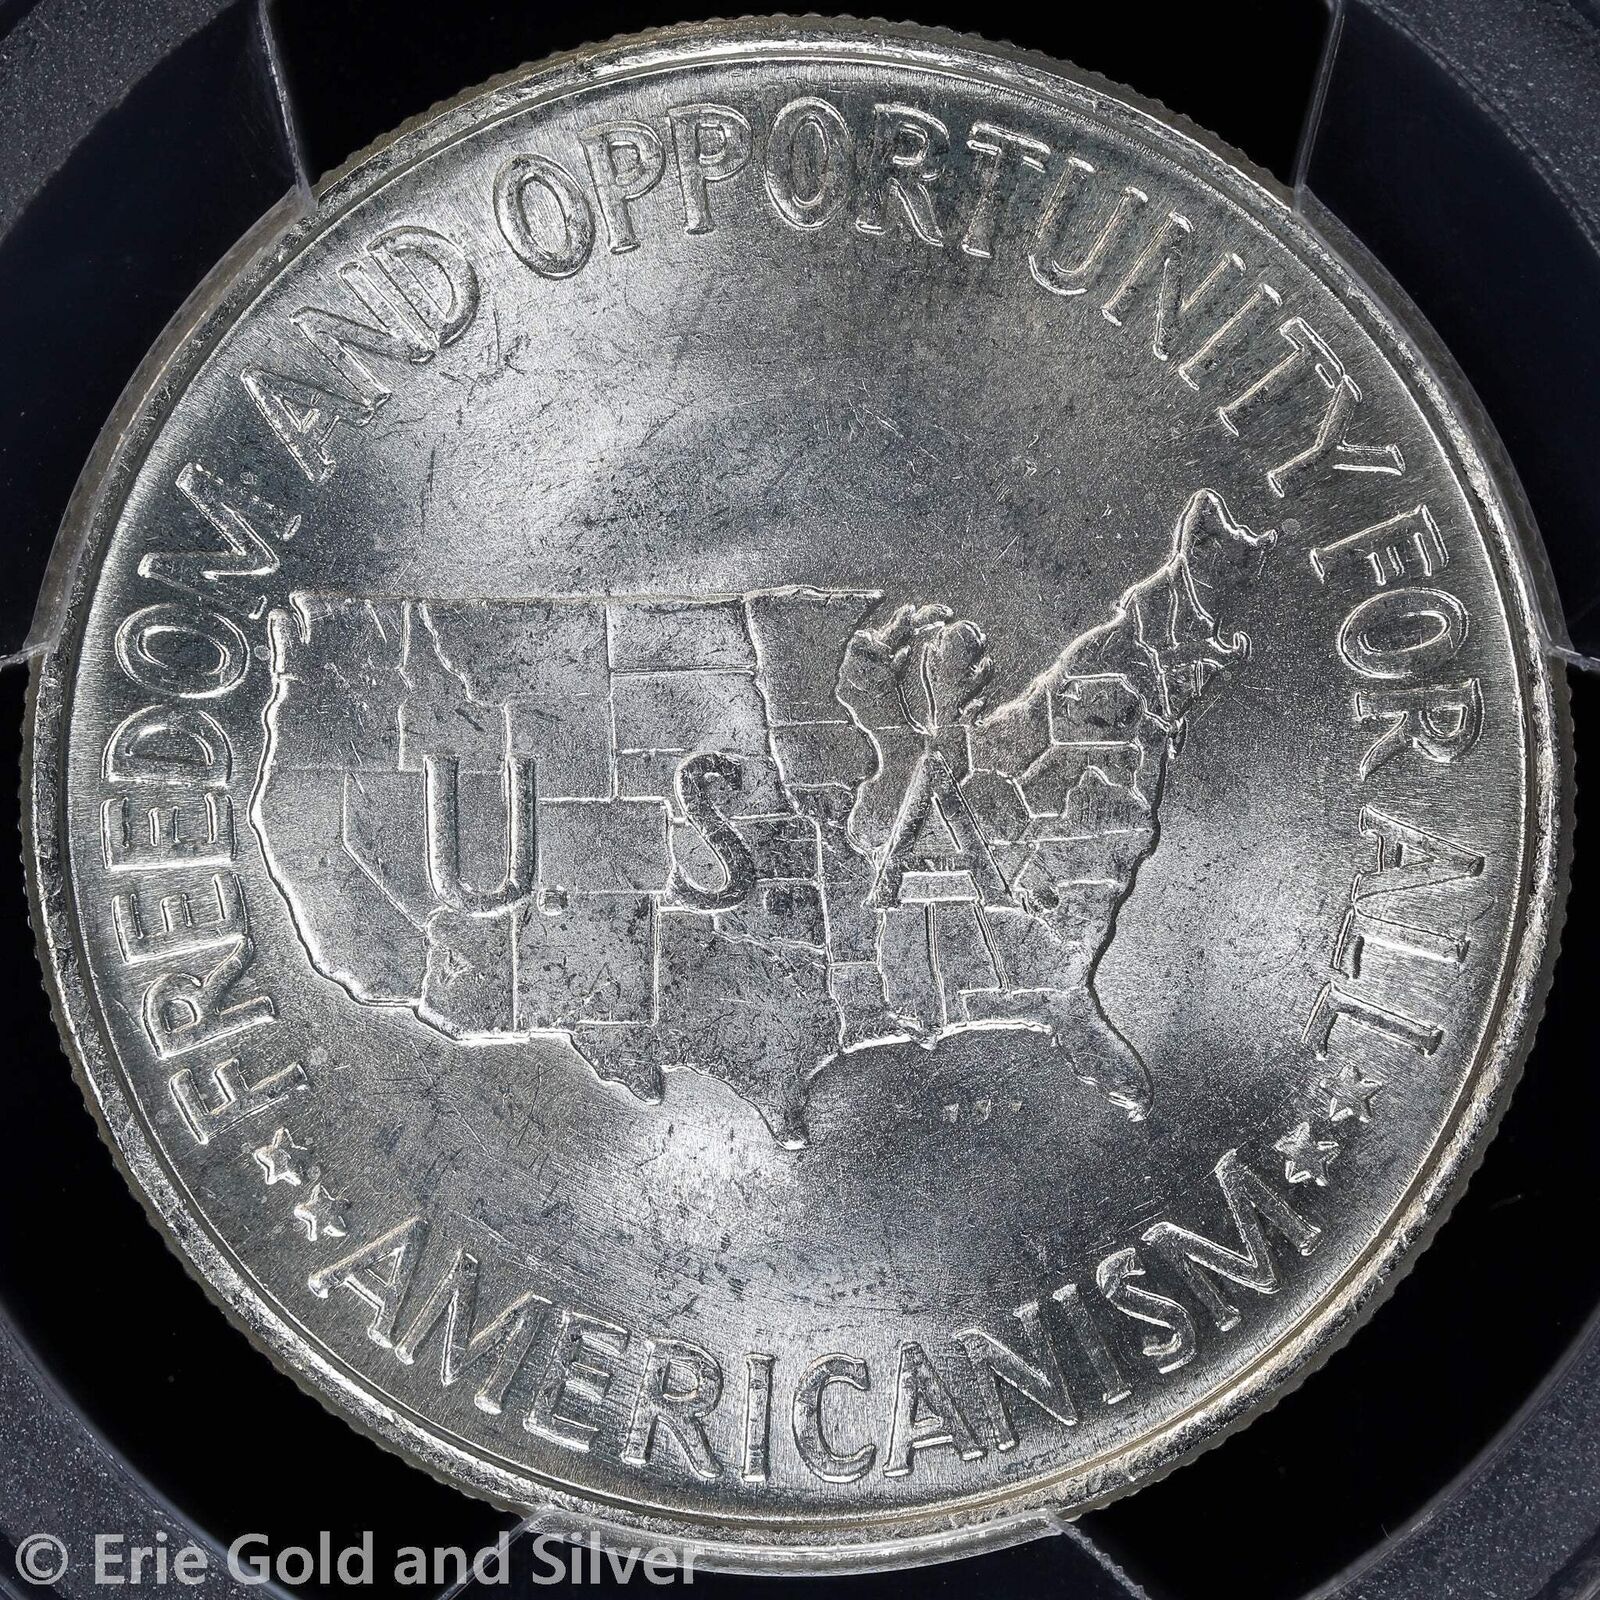 FREEDOM AND OPPORTUNITY FOR ALL
U.S.A.
AMERICANISM
© Erie Gold and Silver